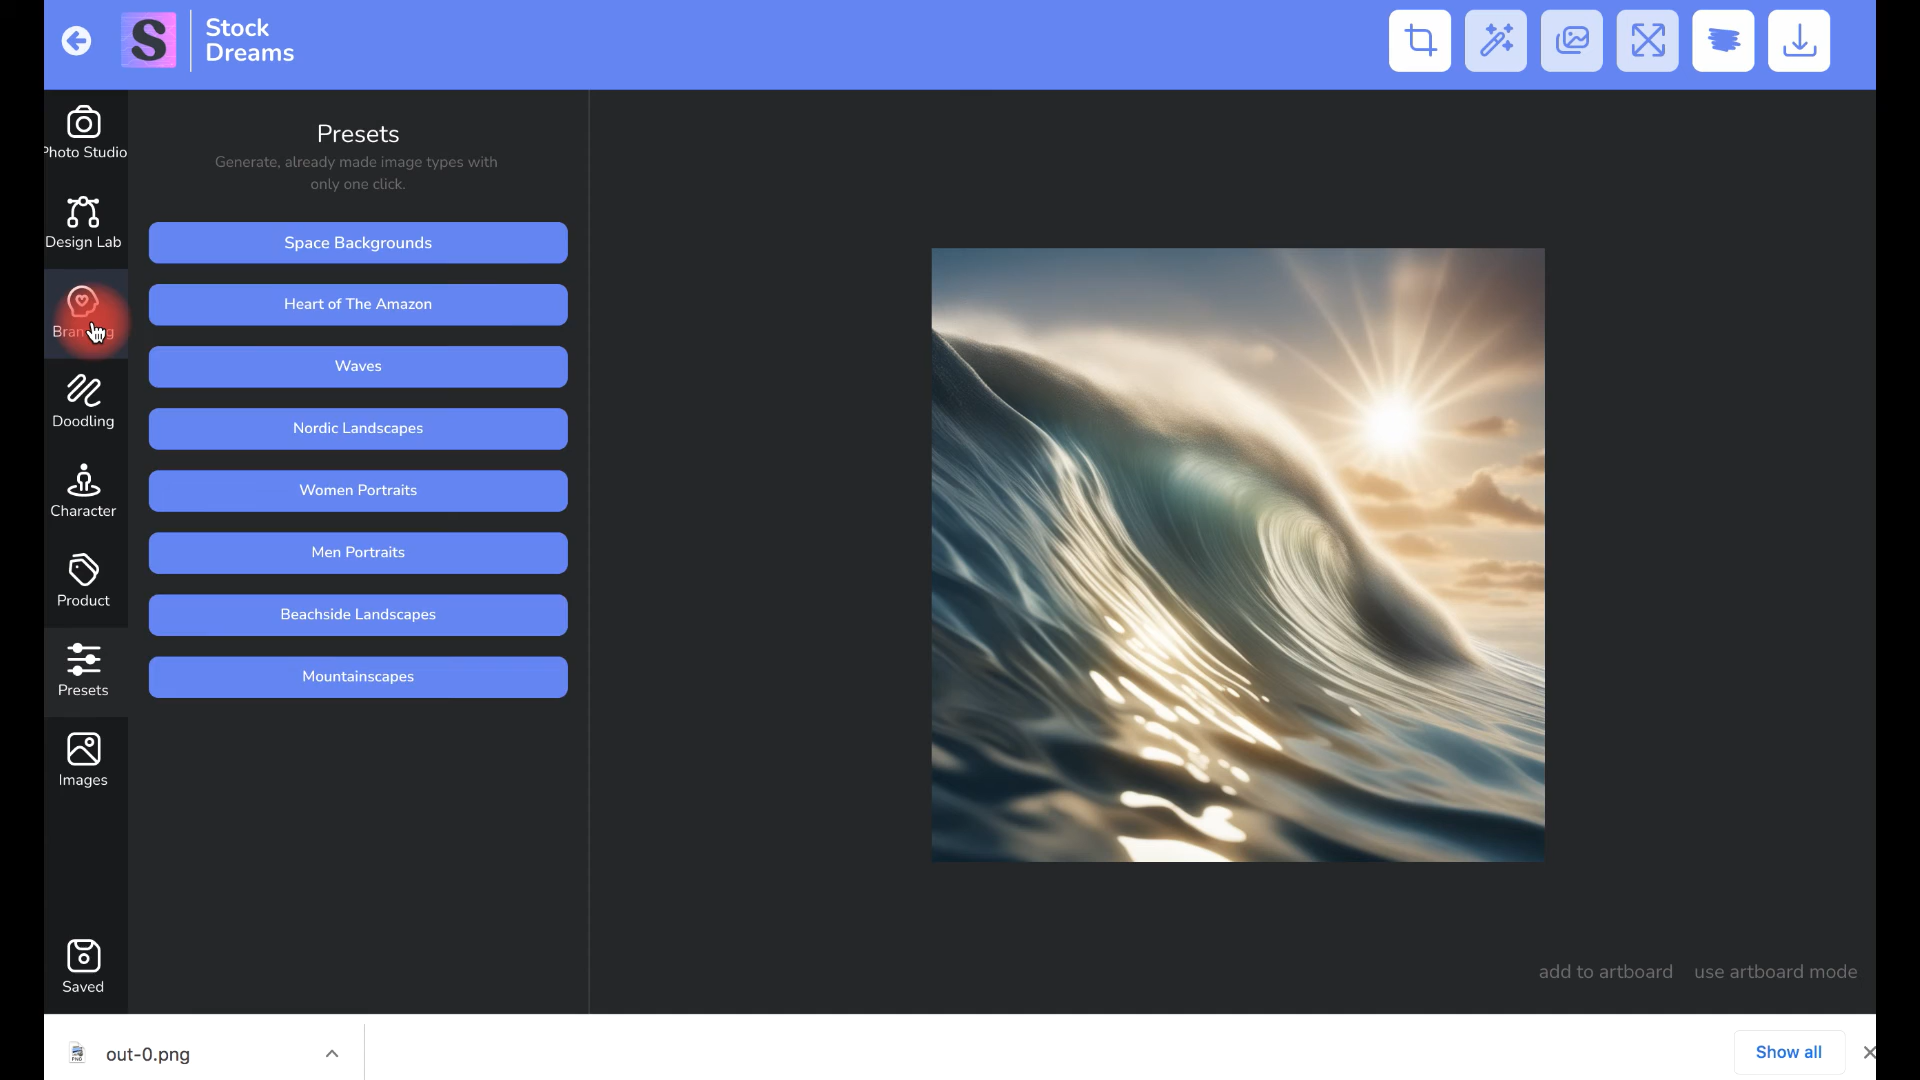 S
Stock
Dreams
Photo Studio
Design Lab
Doodling
Character
Product
Presets
Images
Saved
Presets
Generate, already made image types with
only one click.
Space Backgrounds
Heart of The Amazon
Waves
Nordic Landscapes
Women Portraits
Men Portraits
Beachside Landscapes
Mountainscapes
add to artboard
use artboard mode
PNG
out-0.png
Show all